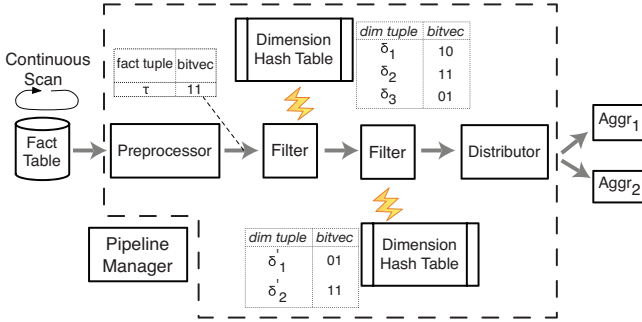 Continuous
Scan
Fact
Table
Preprocessor
fact tuple bitvec
τ 11
Dimension
Hash Table
dim tuple bitvec
δ1 10
δ2 11
δ3 01
Filter
Filter
Distributor
Aggr1
Aggr2
Pipeline
Manager
dim tuple bitvec
δ'1 01
δ'2 11
Dimension
Hash Table